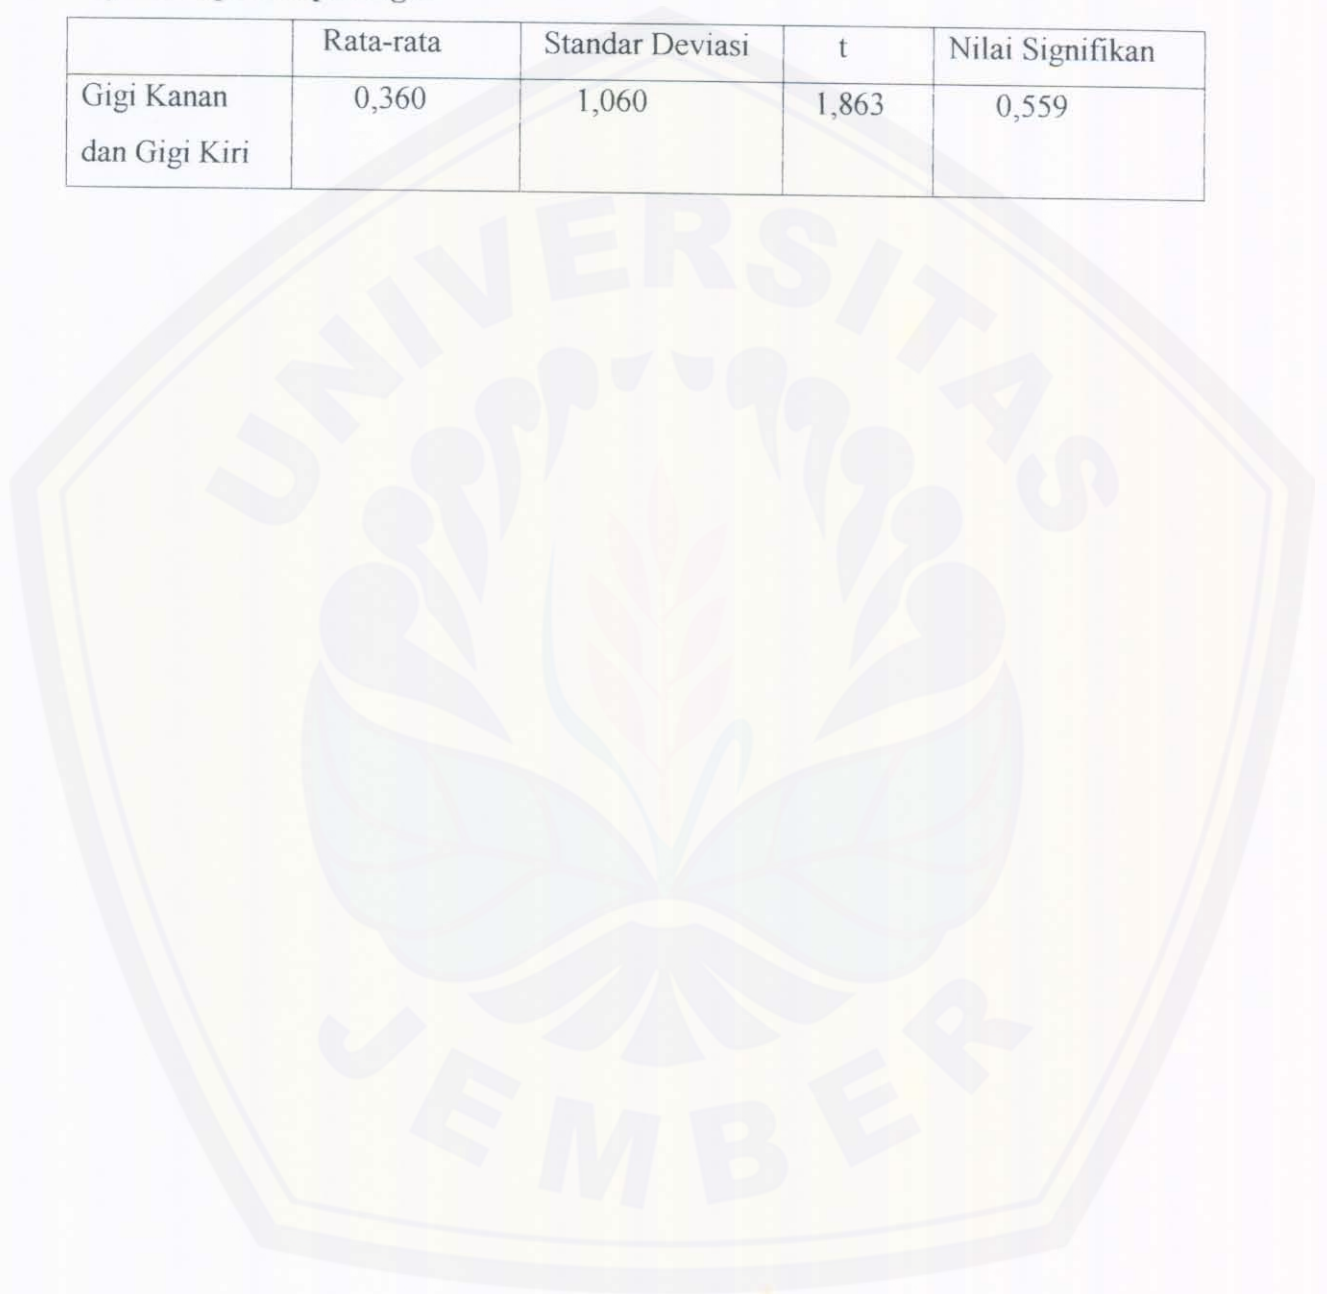 Rata-rata Standar Deviasi t Nilai Signifikan
Gigi Kanan 0,360 1,060 1,863 0,559
dan Gigi Kiri
UNIVERSITAS
JEMBER